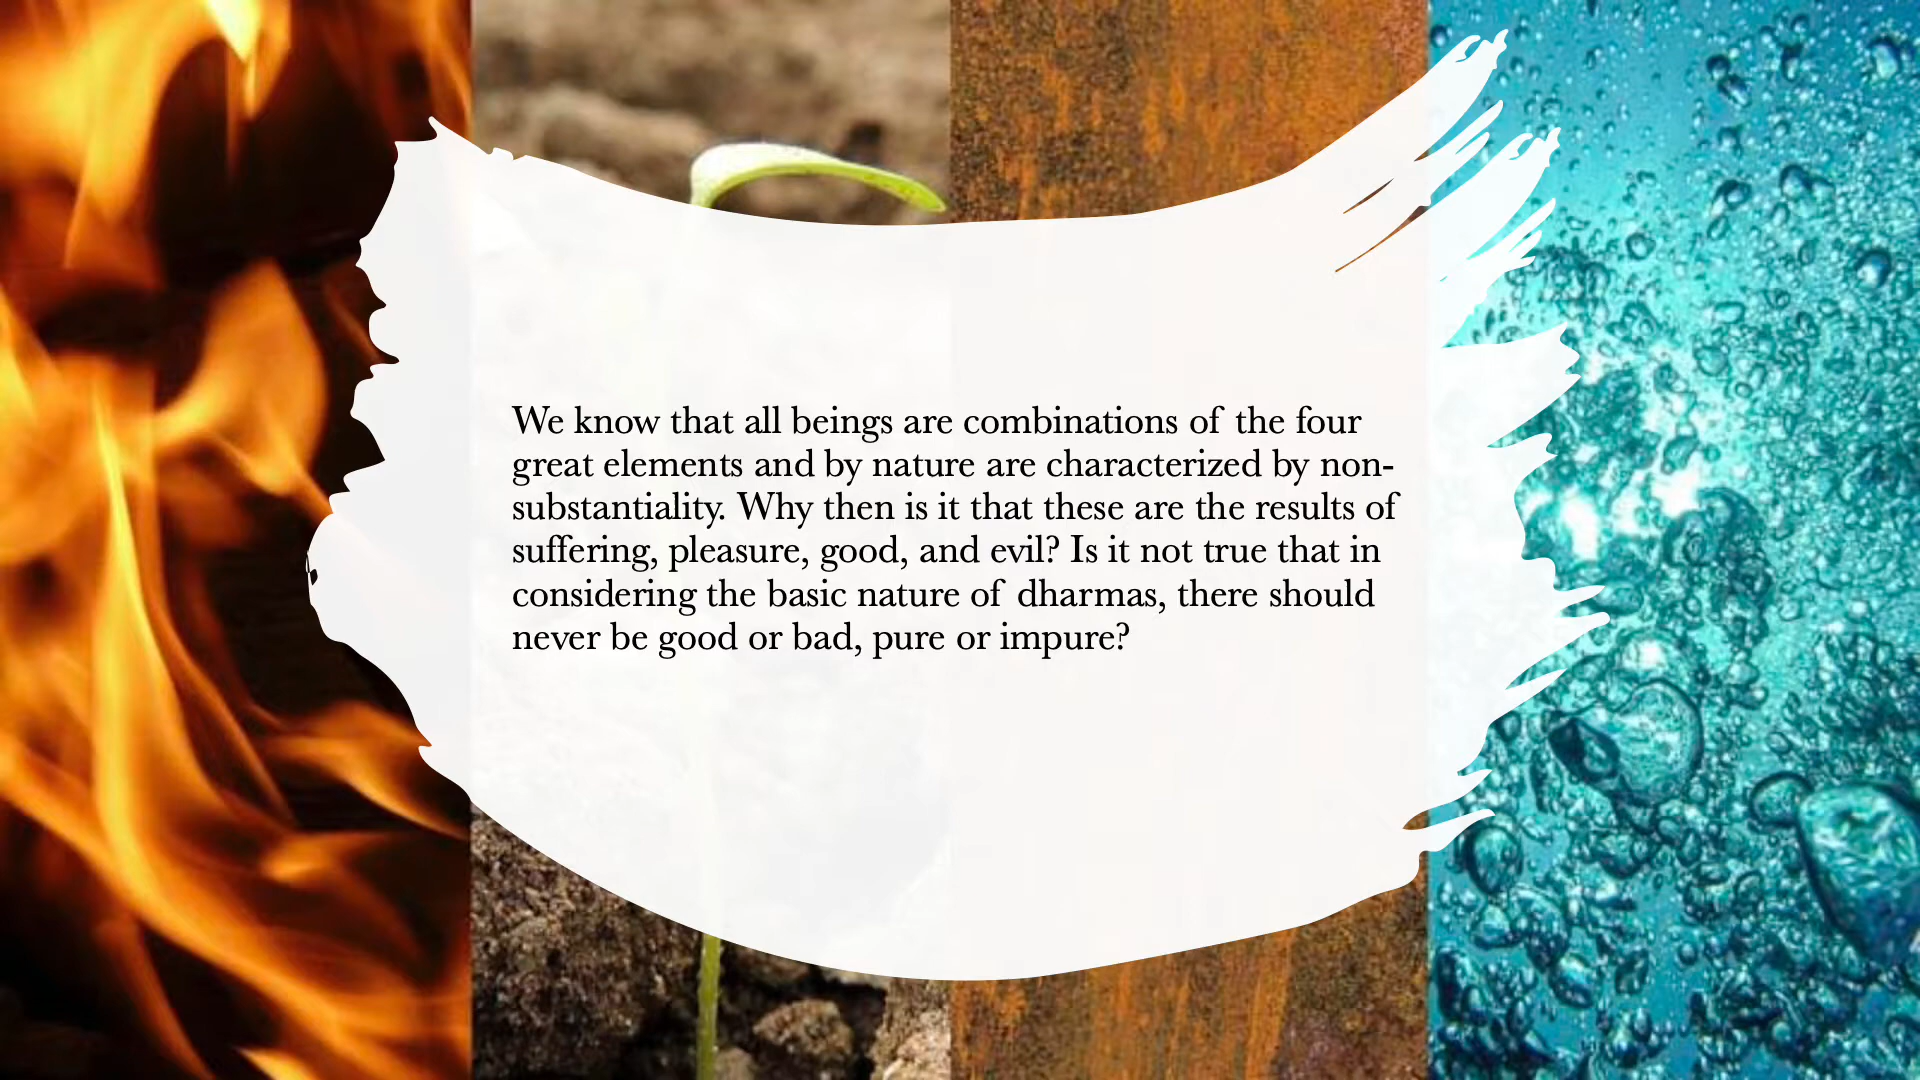 We know that all beings are combinations of the four
great elements and by nature are characterized by non-
substantiality. Why then is it that these are the results of
suffering, pleasure, good, and evil? Is it not true that in
considering the basic nature of dharmas, there should
never be good or bad, pure or impure?